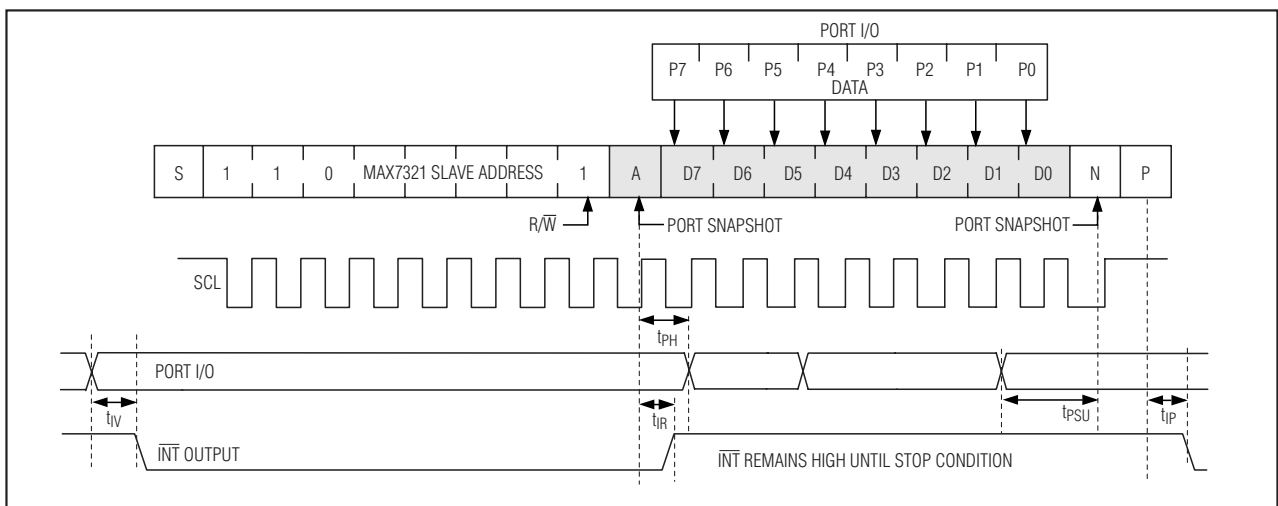 PORT I/O
P7 P6 P5 P4 P3 P2 P1 P0
DATA
S 1 1 0 MAX7321 SLAVE ADDRESS 1 A D7 D6 D5 D4 D3 D2 D1 D0 N P
R/W̅ PORT SNAPSHOT PORT SNAPSHOT
SCL
tPH
PORT I/O
tIV tIR tPSU tIP
I̅N̅T̅ OUTPUT I̅N̅T̅ REMAINS HIGH UNTIL STOP CONDITION